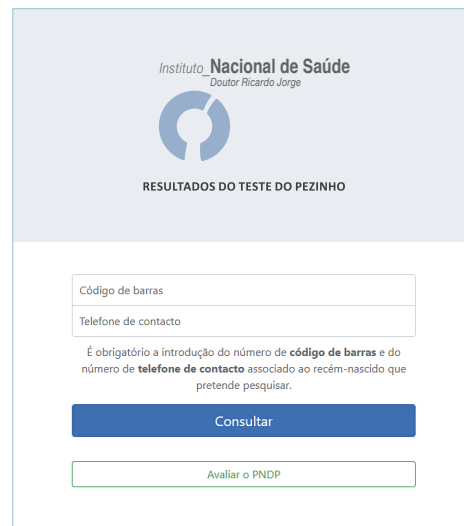 Instituto_Nacional de Saúde
Doutor Ricardo Jorge
RESULTADOS DO TESTE DO PEZINHO
Código de barras
Telefone de contacto
É obrigatório a introdução do número de código de barras e do
número de telefone de contacto associado ao recém-nascido que
pretende pesquisar.
Consultar
Avaliar o PNDP